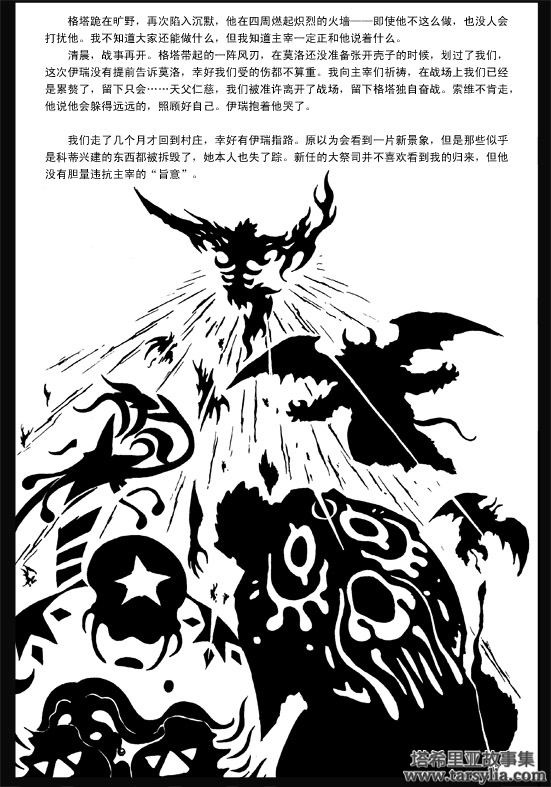 格塔跪在旷野，再次陷入沉默，他在四周燃起炽烈的火墙——即使他不这么做，也没人会
打扰他。我不知道大家还能做什么，但我知道主宰一定正和他说着什么。
清晨，战事再开。格塔带起的一阵风刃，在莫洛还没准备张开壳子的时候，划过了我们，
这次伊瑞没有提前告诉莫洛，幸好我们受的伤都不算重。我向主宰们祈祷，在战场上我们已经
是累赘了，留下只会……天父仁慈，我们被准许离开了战场，留下格塔独自奋战。索维不肯走，
他说他会躲得远远的，照顾好自己。伊瑞抱着他哭了。
我们走了几个月才回到村庄，幸好有伊瑞指路。原以为会看到一片新景象，但是那些似乎
是科蒂兴建的东西都被拆毁了，她本人也失了踪。新任的大祭司并不喜欢看到我的归来，但他
没有胆量违抗主宰的“旨意”。
塔希里亚故事集
www.tarsylia.com